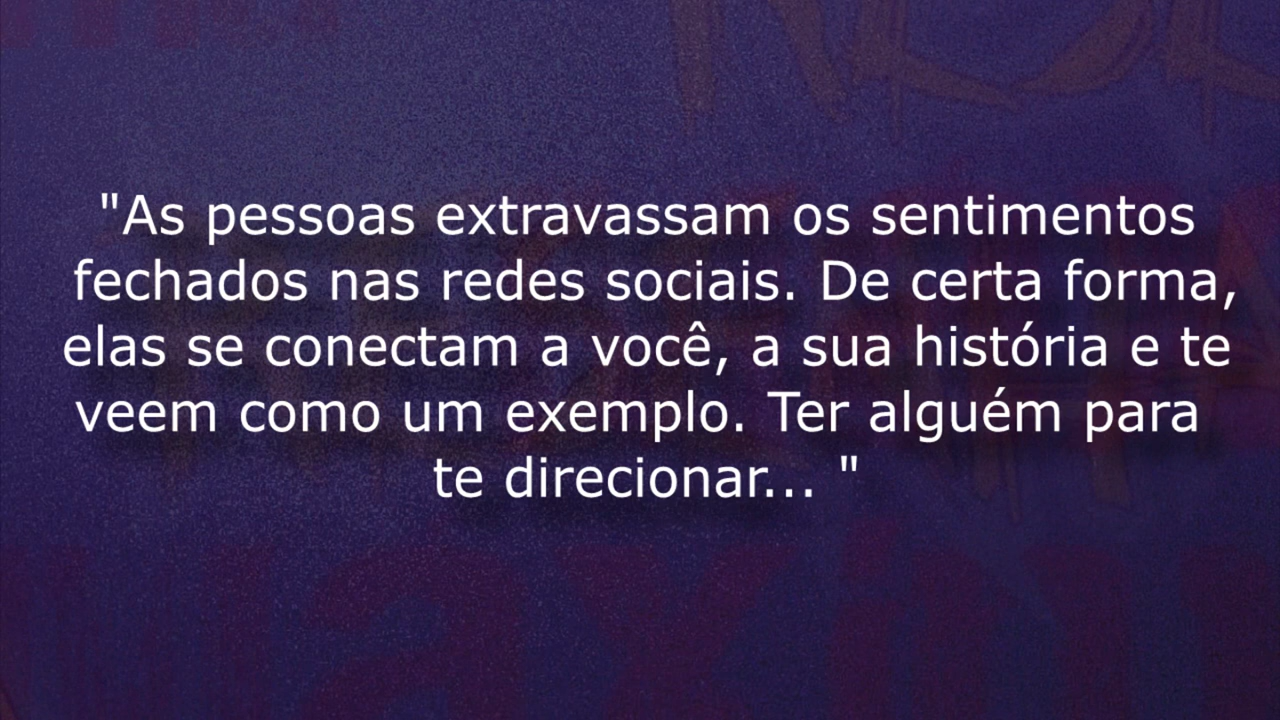 "As pessoas extravassam os sentimentos
fechados nas redes sociais. De certa forma,
elas se conectam a você, a sua história e te
veem como um exemplo. Ter alguém para
te direcionar... "